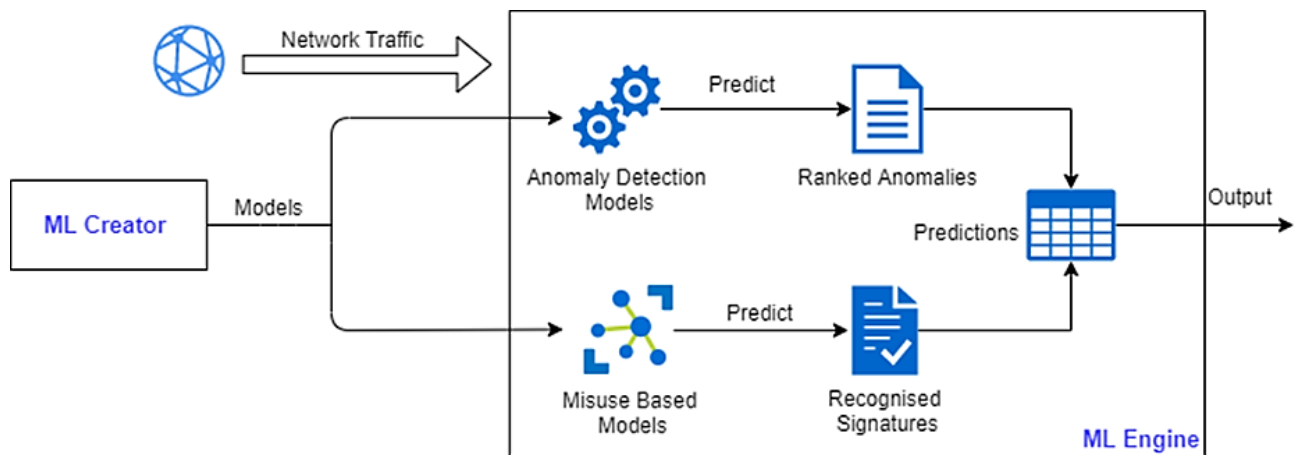 Network Traffic
Predict
Anomaly Detection
Models
Ranked Anomalies
ML Creator
Models
Predictions
Output
Predict
Misuse Based
Models
Recognised
Signatures
ML Engine